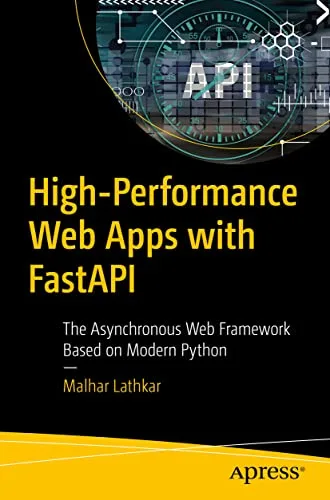 API
High-Performance
Web Apps with
FastAPI
The Asynchronous Web Framework
Based on Modern Python
—
Malhar Lathkar
Apress®